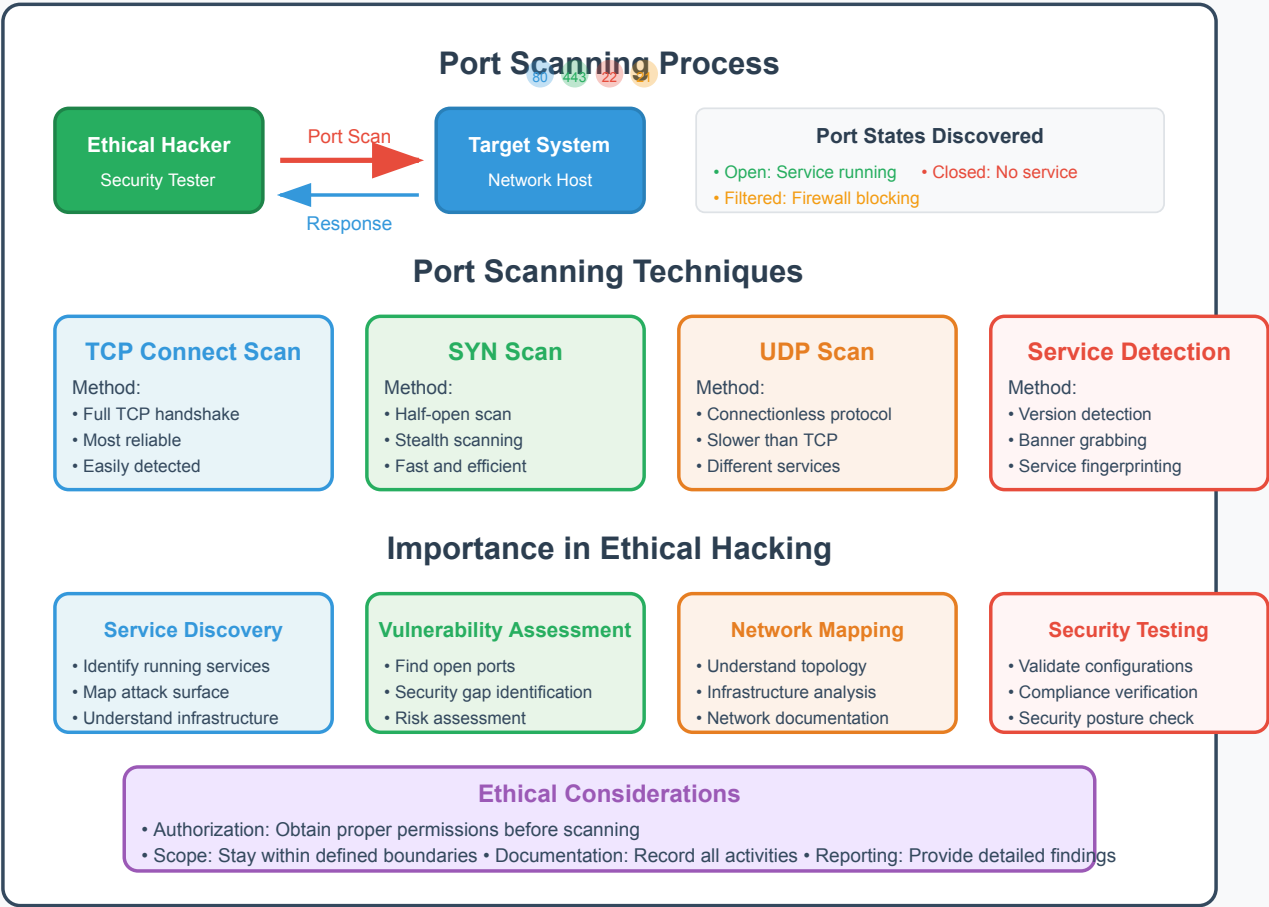 Port Scanning Process
80 443 22
Ethical Hacker
Security Tester
Port Scan
Response
Target System
Network Host
Port States Discovered
• Open: Service running • Closed: No service
• Filtered: Firewall blocking
Port Scanning Techniques
TCP Connect Scan
Method:
• Full TCP handshake
• Most reliable
• Easily detected
SYN Scan
Method:
• Half-open scan
• Stealth scanning
• Fast and efficient
UDP Scan
Method:
• Connectionless protocol
• Slower than TCP
• Different services
Service Detection
Method:
• Version detection
• Banner grabbing
• Service fingerprinting
Importance in Ethical Hacking
Service Discovery
• Identify running services
• Map attack surface
• Understand infrastructure
Vulnerability Assessment
• Find open ports
• Security gap identification
• Risk assessment
Network Mapping
• Understand topology
• Infrastructure analysis
• Network documentation
Security Testing
• Validate configurations
• Compliance verification
• Security posture check
Ethical Considerations
• Authorization: Obtain proper permissions before scanning
• Scope: Stay within defined boundaries • Documentation: Record all activities • Reporting: Provide detailed findings